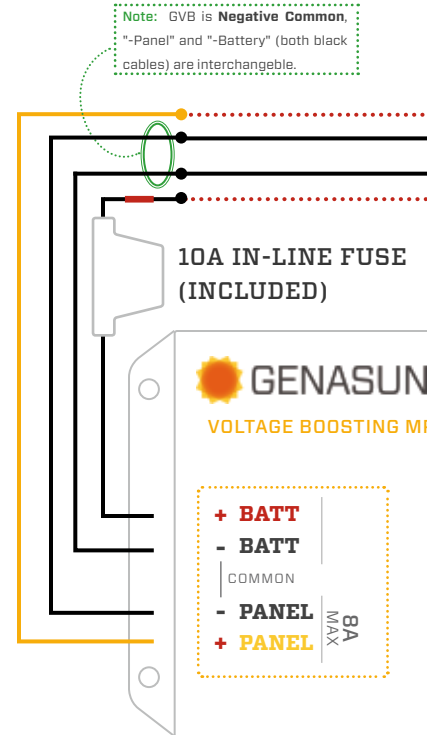 Note: GVB is Negative Common,
"-Panel" and "-Battery" (both black
cables) are interchangeble.
10A IN-LINE FUSE
(INCLUDED)
GENASUN
VOLTAGE BOOSTING
+ BATT
- BATT
COMMON
- PANEL
+ PANEL
8A
MAX